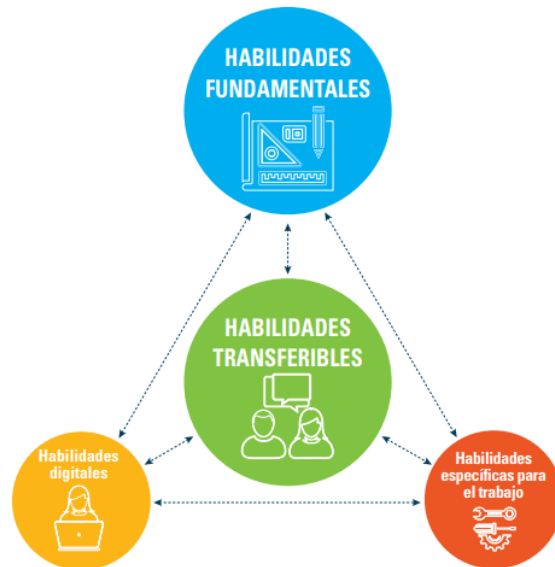 HABILIDADES
FUNDAMENTALES
HABILIDADES
TRANSFERIBLES
Habilidades
digitales
Habilidades
específicas para
el trabajo